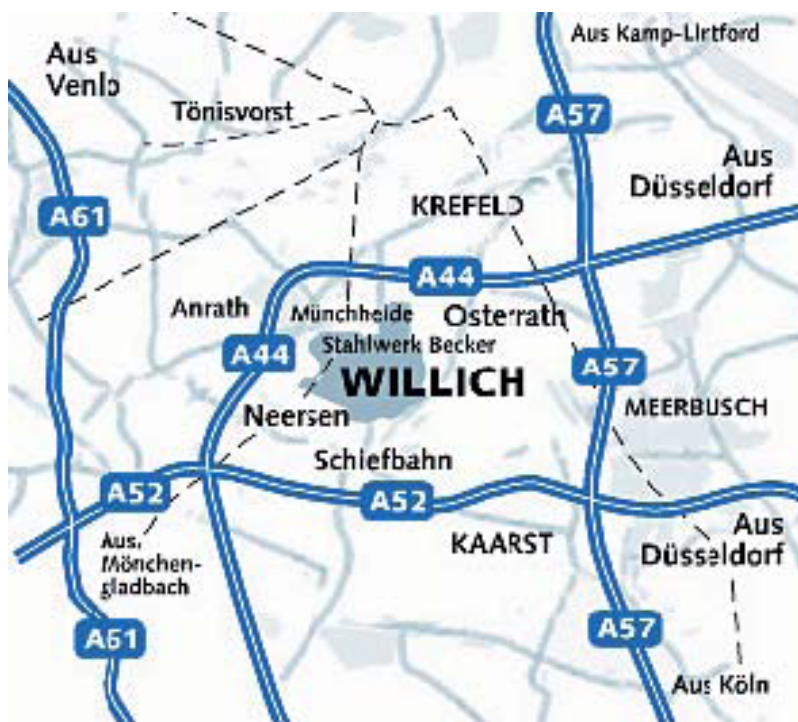 Aus Kamp-Lintford
Aus
Venlo
Tönisvorst
A57
Aus
Düsseldorf
A61
KREFELD
A44
Anrath
Münchheide
Osterrath
A44
Stahlwerk Becker
A57
WILLICH
MEERBUSCH
Neersen
Schiefbahn
A52
A52
Aus.
Mönchen-
gladbach
KAARST
Aus
Düsseldorf
A61
A57
Aus Köln